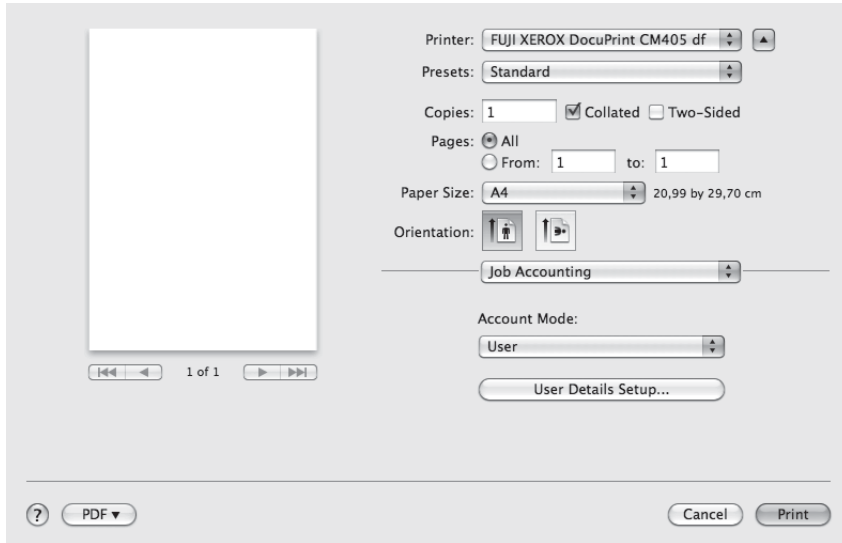 Printer: FUJI XEROX DocuPrint CM405 df
Presets: Standard
Copies: 1 Collated Two-Sided
Pages: All
From: 1 to: 1
Paper Size: A4 20,99 by 29,70 cm
Orientation:
Job Accounting
Account Mode:
User
User Details Setup...
1 of 1
? PDF Cancel Print